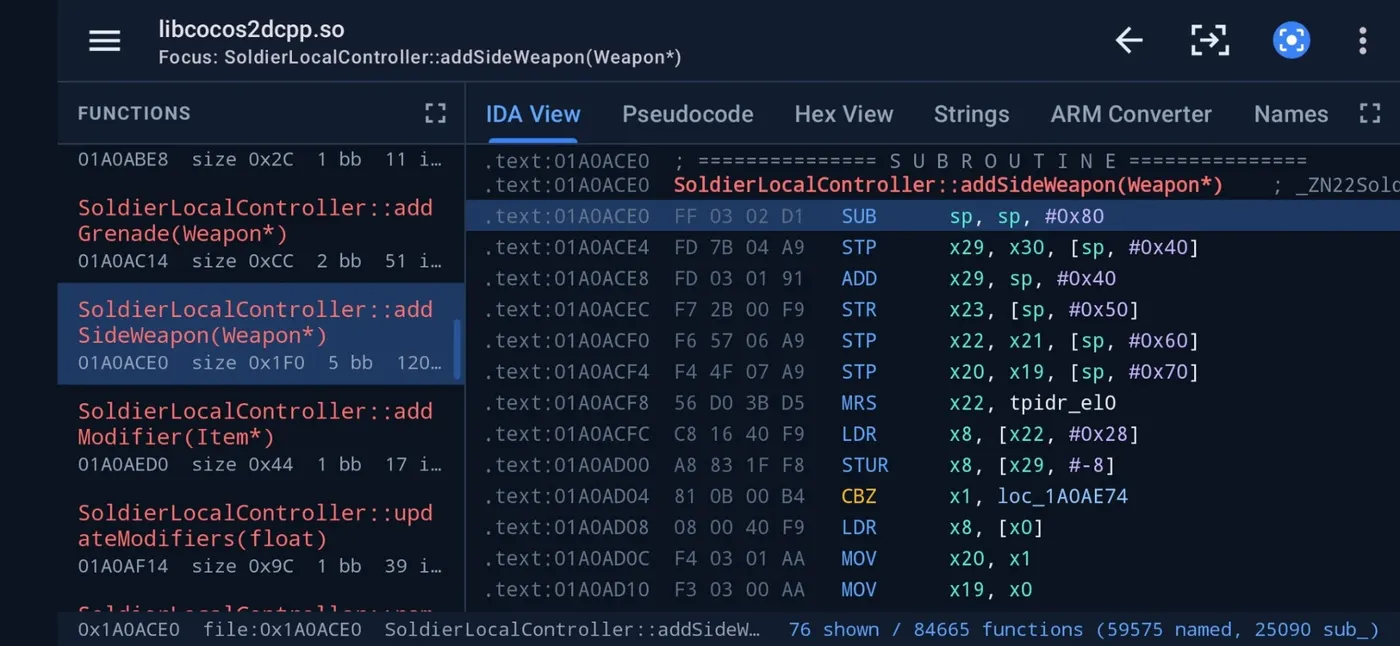 libcocos2dcpp.so
Focus: SoldierLocalController::addSideWeapon(Weapon*)
FUNCTIONS
01A0ABE8 size 0x2C 1 bb 11 i…
SoldierLocalController::add
Grenade(Weapon*)
01A0AC14 size 0xCC 2 bb 51 i…
SoldierLocalController::add
SideWeapon(Weapon*)
01A0ACE0 size 0x1F0 5 bb 120…
SoldierLocalController::add
Modifier(Item*)
01A0AED0 size 0x44 1 bb 17 i…
SoldierLocalController::upd
ateModifiers(float)
01A0AF14 size 0x9C 1 bb 39 i…
IDA View Pseudocode Hex View Strings ARM Converter Names
.text:01A0ACE0 ; =============== S U B R O U T I N E ===============
.text:01A0ACE0 SoldierLocalController::addSideWeapon(Weapon*) ; _ZN22Sold
.text:01A0ACE0 FF 03 02 D1 SUB sp, sp, #0x80
.text:01A0ACE4 FD 7B 04 A9 STP x29, x30, [sp, #0x40]
.text:01A0ACE8 FD 03 01 91 ADD x29, sp, #0x40
.text:01A0ACEC F7 2B 00 F9 STR x23, [sp, #0x50]
.text:01A0ACF0 F6 57 06 A9 STP x22, x21, [sp, #0x60]
.text:01A0ACF4 F4 4F 07 A9 STP x20, x19, [sp, #0x70]
.text:01A0ACF8 56 D0 3B D5 MRS x22, tpidr_el0
.text:01A0ACFC C8 16 40 F9 LDR x8, [x22, #0x28]
.text:01A0AD00 A8 83 1F F8 STUR x8, [x29, #-8]
.text:01A0AD04 81 0B 00 B4 CBZ x1, loc_1A0AE74
.text:01A0AD08 08 00 40 F9 LDR x8, [x0]
.text:01A0AD0C F4 03 01 AA MOV x20, x1
.text:01A0AD10 F3 03 00 AA MOV x19, x0
0x1A0ACE0 file:0x1A0ACE0 SoldierLocalController::addSideW… 76 shown / 84665 functions (59575 named, 25090 sub_)